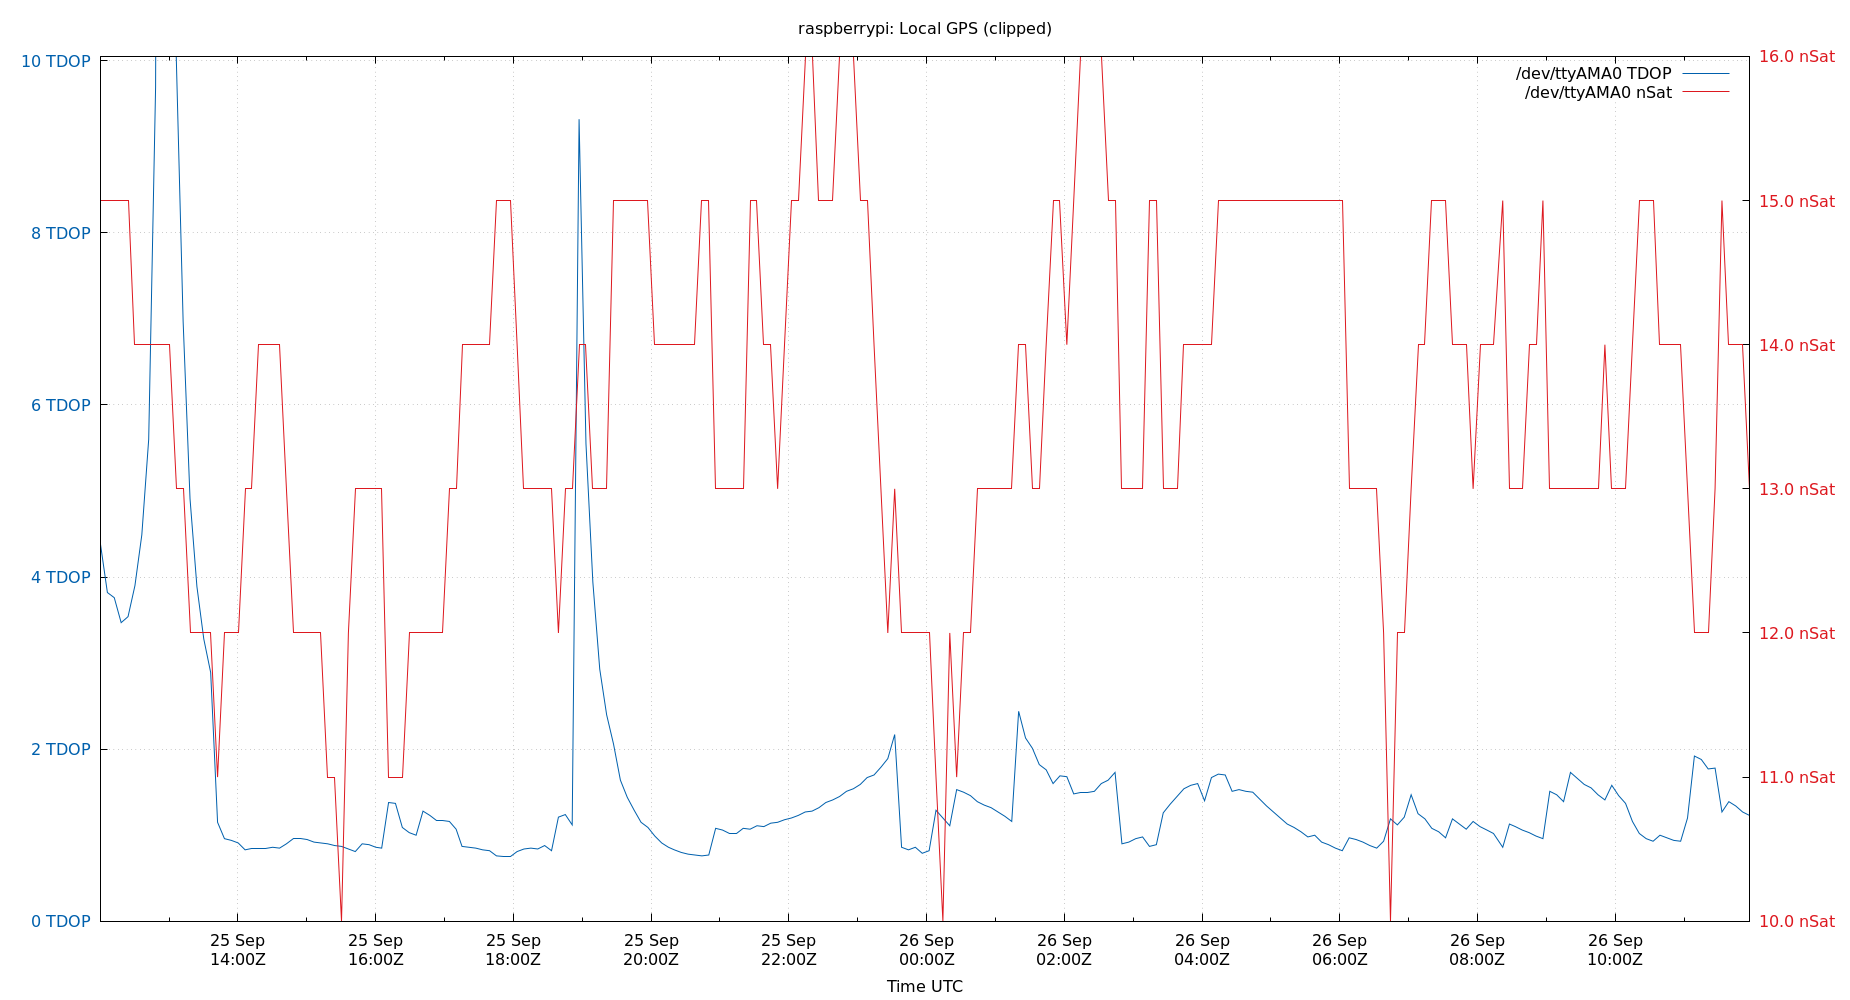 raspberrypi: Local GPS (clipped)
10 TDOP
8 TDOP
6 TDOP
4 TDOP
2 TDOP
0 TDOP
16.0 nSat
15.0 nSat
14.0 nSat
13.0 nSat
12.0 nSat
11.0 nSat
10.0 nSat
/dev/ttyAMA0 TDOP
/dev/ttyAMA0 nSat
25 Sep
14:00Z
25 Sep
16:00Z
25 Sep
18:00Z
25 Sep
20:00Z
25 Sep
22:00Z
26 Sep
00:00Z
26 Sep
02:00Z
26 Sep
04:00Z
26 Sep
06:00Z
26 Sep
08:00Z
26 Sep
10:00Z
Time UTC